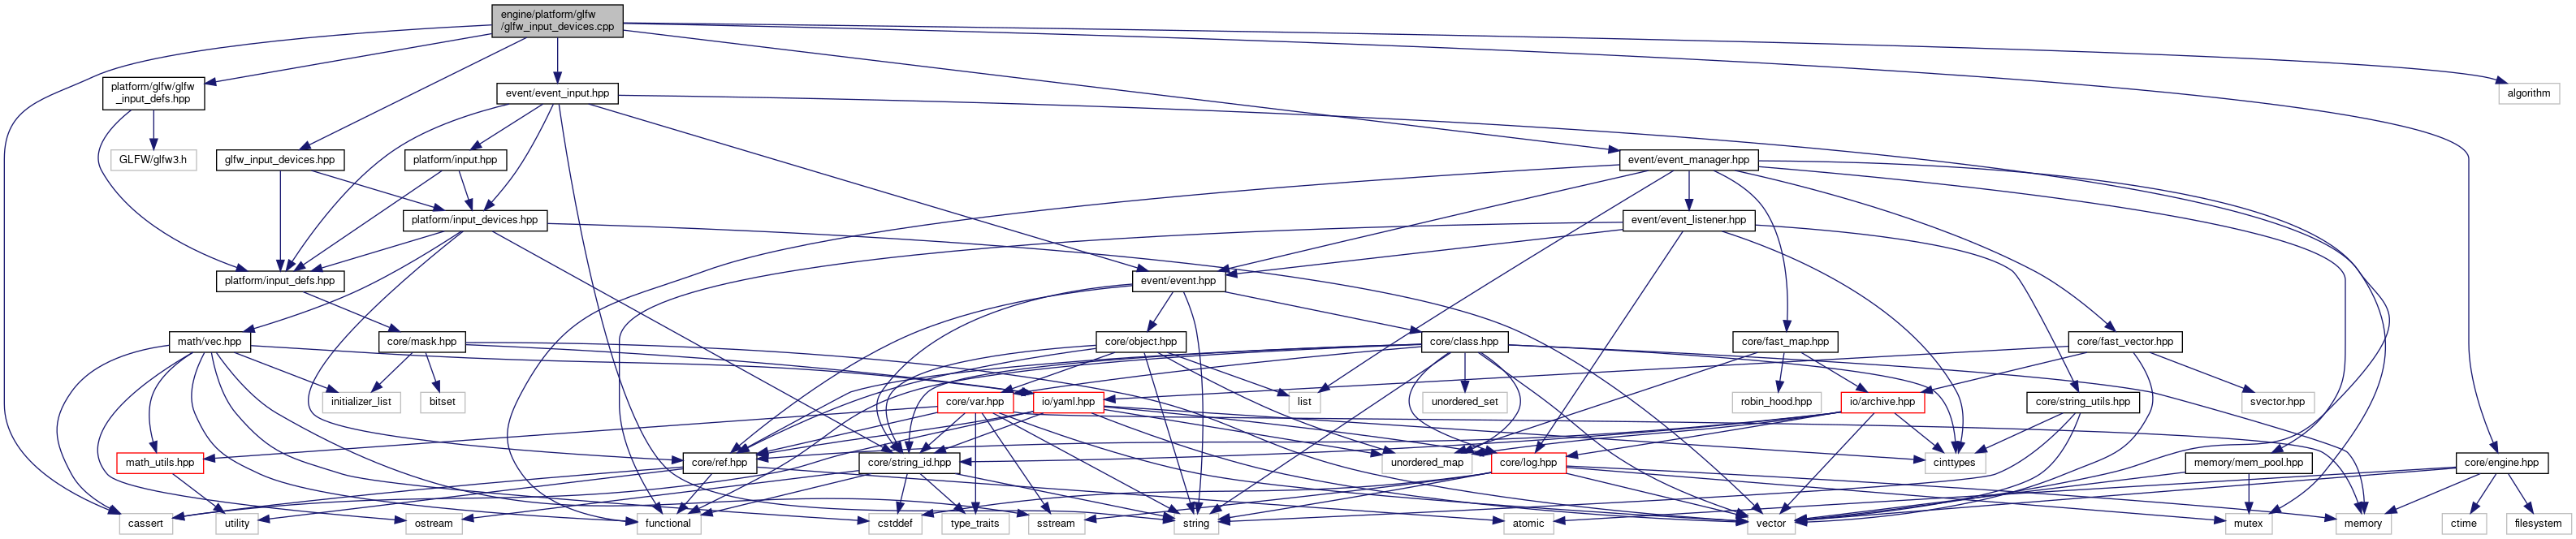 engine/platform/glfw
/glfw_input_devices.cpp
platform/glfw/glfw
_input_defs.hpp
event/event_input.hpp
algorithm
GLFW/glfw3.h
glfw_input_devices.hpp
platform/input.hpp
event/event_manager.hpp
platform/input_devices.hpp
event/event_listener.hpp
platform/input_defs.hpp
event/event.hpp
math/vec.hpp
core/mask.hpp
core/object.hpp
core/class.hpp
core/fast_map.hpp
core/fast_vector.hpp
initializer_list
bitset
core/var.hpp
io/yaml.hpp
list
unordered_set
robin_hood.hpp
io/archive.hpp
core/string_utils.hpp
svector.hpp
math_utils.hpp
core/ref.hpp
core/string_id.hpp
unordered_map
core/log.hpp
cinttypes
memory/mem_pool.hpp
core/engine.hpp
cassert
utility
ostream
functional
cstddef
type_traits
sstream
string
atomic
vector
mutex
memory
ctime
filesystem